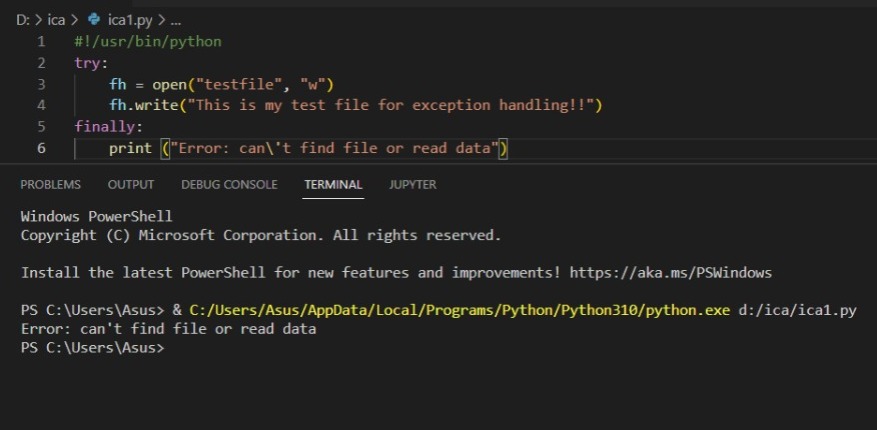 D: > ica > ica1.py > ...
1 #!/usr/bin/python
2 try:
3 fh = open("testfile", "w")
4 fh.write("This is my test file for exception handling!!")
5 finally:
6 print ("Error: can\'t find file or read data")
PROBLEMS OUTPUT DEBUG CONSOLE TERMINAL JUPYTER
Windows PowerShell
Copyright (C) Microsoft Corporation. All rights reserved.
Install the latest PowerShell for new features and improvements! https://aka.ms/PSWindows
PS C:\Users\Asus> & C:/Users/Asus/AppData/Local/Programs/Python/Python310/python.exe d:/ica/ica1.py
Error: can't find file or read data
PS C:\Users\Asus>